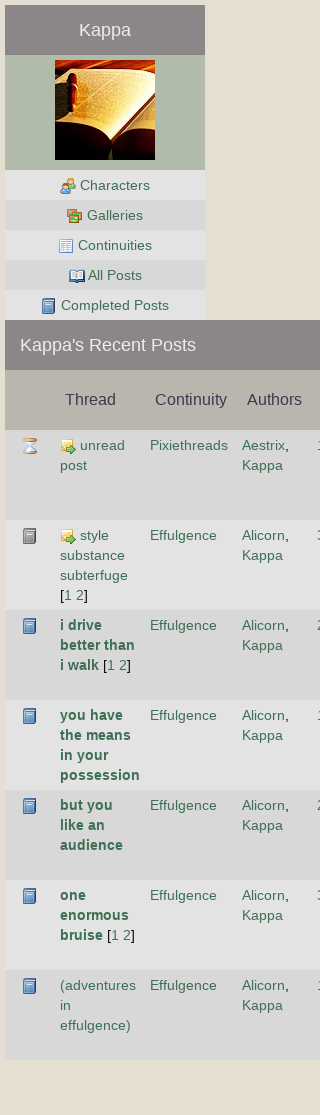 Kappa
Characters
Galleries
Continuities
All Posts
Completed Posts
Kappa's Recent Posts
Thread Continuity Authors
unread Pixiethreads Aestrix,
post Kappa
style Effulgence Alicorn,
substance Kappa
subterfuge
[1 2]
i drive Effulgence Alicorn,
better than Kappa
i walk [1 2]
you have Effulgence Alicorn,
the means Kappa
in your
possession
but you Effulgence Alicorn,
like an Kappa
audience
one Effulgence Alicorn,
enormous Kappa
bruise [1 2]
(adventures Effulgence Alicorn,
in Kappa
effulgence)